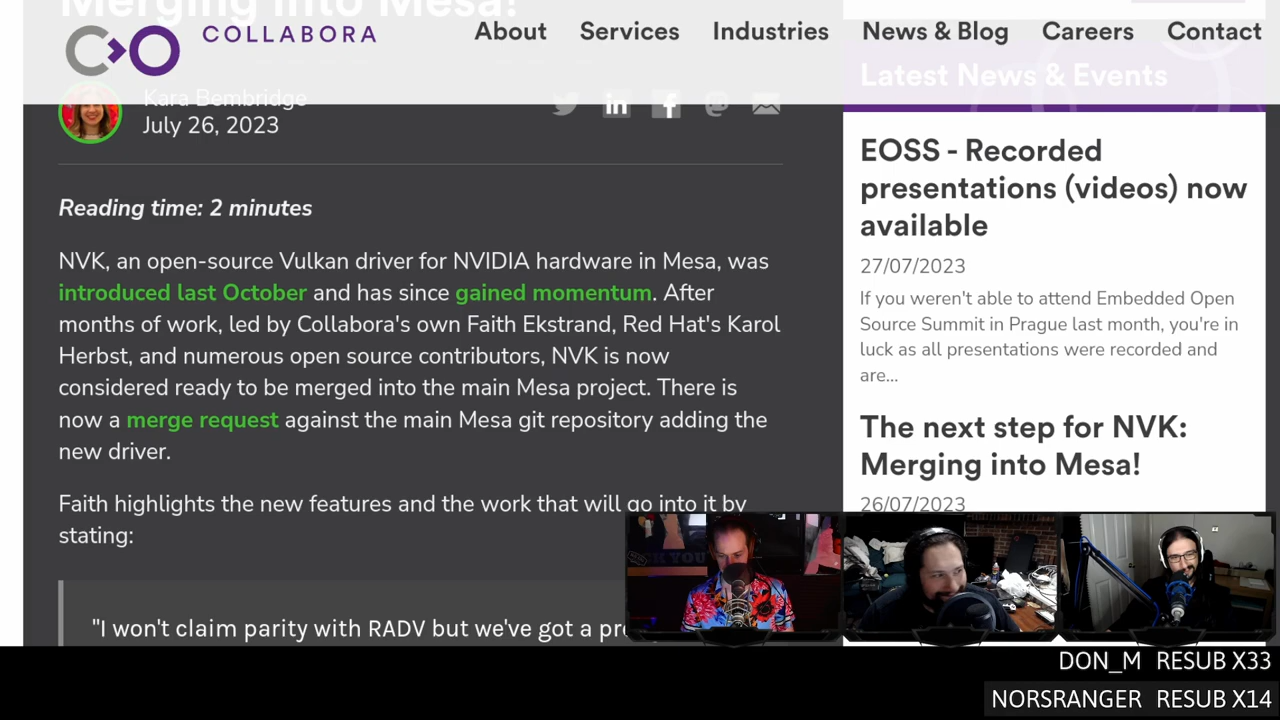 Merging into Mesa!
COLLABORA
About Services Industries News & Blog Careers Contact
Kara Bembridge
July 26, 2023
Reading time: 2 minutes
NVK, an open-source Vulkan driver for NVIDIA hardware in Mesa, was
introduced last October and has since gained momentum. After
months of work, led by Collabora's own Faith Ekstrand, Red Hat's Karol
Herbst, and numerous open source contributors, NVK is now
considered ready to be merged into the main Mesa project. There is
now a merge request against the main Mesa git repository adding the
new driver.
Faith highlights the new features and the work that will go into it by
stating:
"I won't claim parity with RADV but we've got a
Latest News & Events
EOSS - Recorded
presentations (videos) now
available
27/07/2023
If you weren't able to attend Embedded Open
Source Summit in Prague last month, you're in
luck as all presentations were recorded and
are...
The next step for NVK:
Merging into Mesa!
26/07/2023
DON_M RESUB X33
NORSRANGER RESUB X14